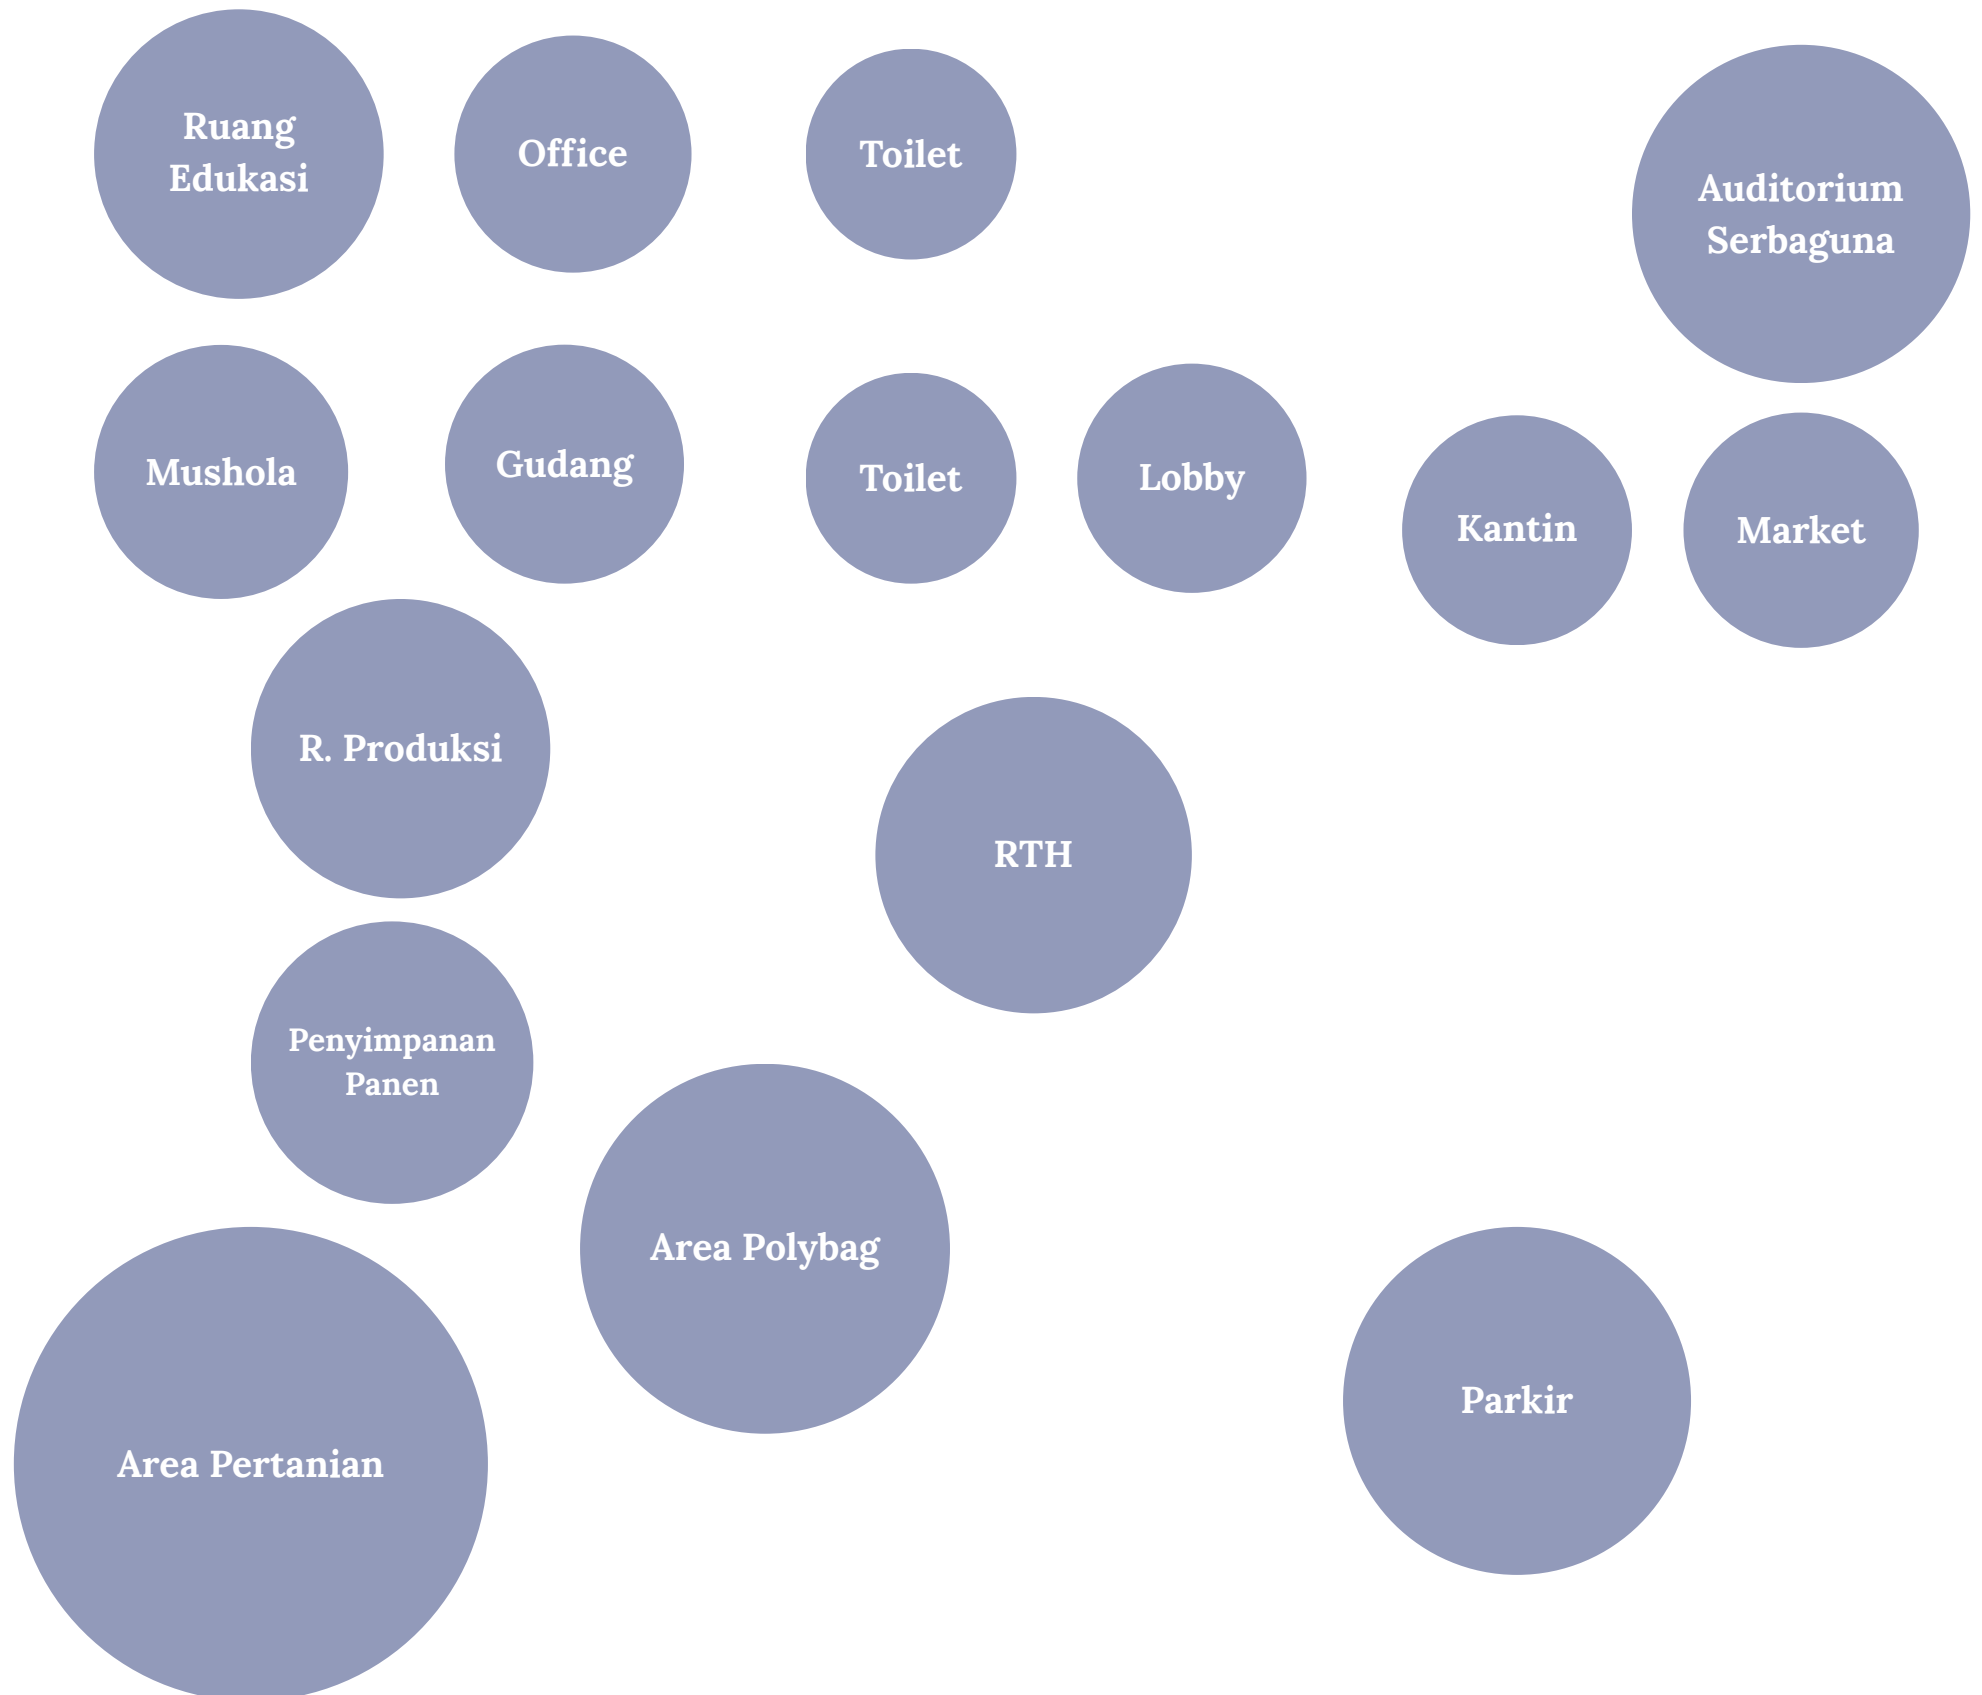 Ruang
Edukasi
Office
Toilet
Auditorium
Serbaguna
Mushola
Gudang
Toilet
Lobby
Kantin
Market
R. Produksi
RTH
Penyimpanan
Panen
Area Polybag
Parkir
Area Pertanian